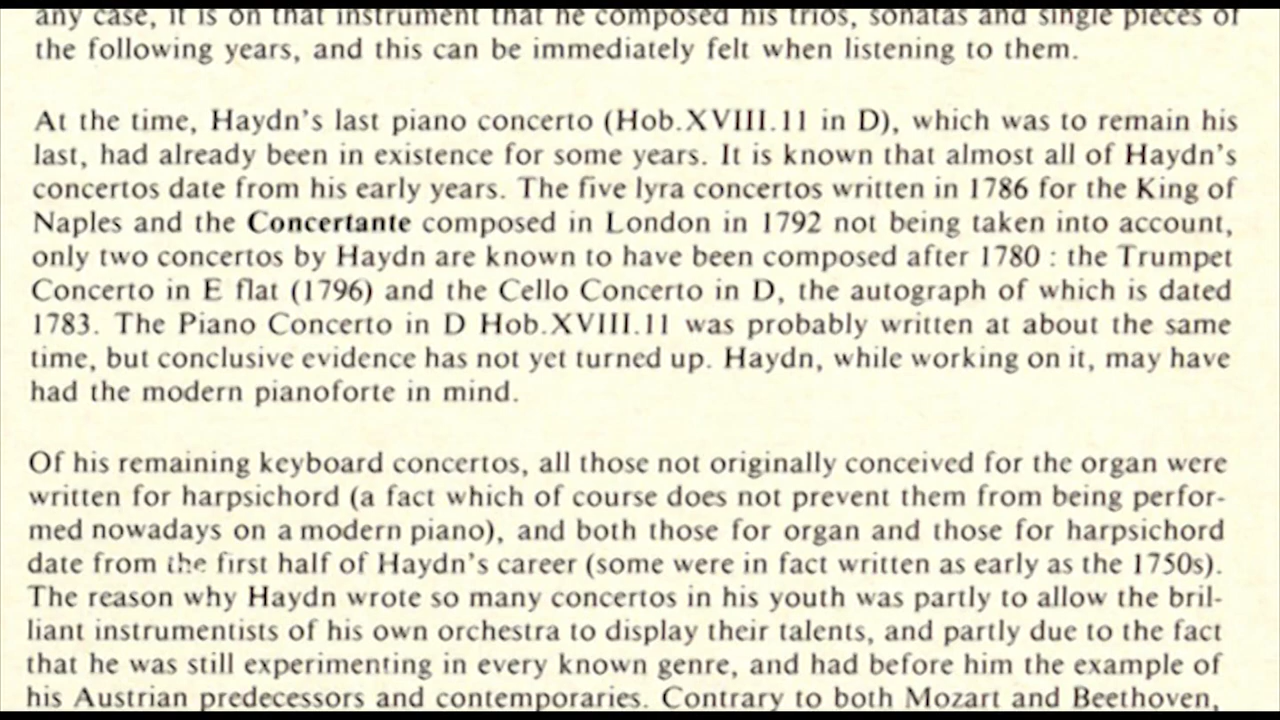 any case, it is on that instrument that he composed his trios, sonatas and single pieces of
the following years, and this can be immediately felt when listening to them.
At the time, Haydn's last piano concerto (Hob.XVIII.11 in D), which was to remain his
last, had already been in existence for some years. It is known that almost all of Haydn's
concertos date from his early years. The five lyra concertos written in 1786 for the King of
Naples and the Concertante composed in London in 1792 not being taken into account,
only two concertos by Haydn are known to have been composed after 1780 : the Trumpet
Concerto in E flat (1796) and the Cello Concerto in D, the autograph of which is dated
1783. The Piano Concerto in D Hob.XVIII.11 was probably written at about the same
time, but conclusive evidence has not yet turned up. Haydn, while working on it, may have
had the modern pianoforte in mind.
Of his remaining keyboard concertos, all those not originally conceived for the organ were
written for harpsichord (a fact which of course does not prevent them from being perfor-
med nowadays on a modern piano), and both those for organ and those for harpsichord
date from the first half of Haydn's career (some were in fact written as early as the 1750s).
The reason why Haydn wrote so many concertos in his youth was partly to allow the bril-
liant instrumentists of his own orchestra to display their talents, and partly due to the fact
that he was still experimenting in every known genre, and had before him the example of
his Austrian predecessors and contemporaries. Contrary to both Mozart and Beethoven,